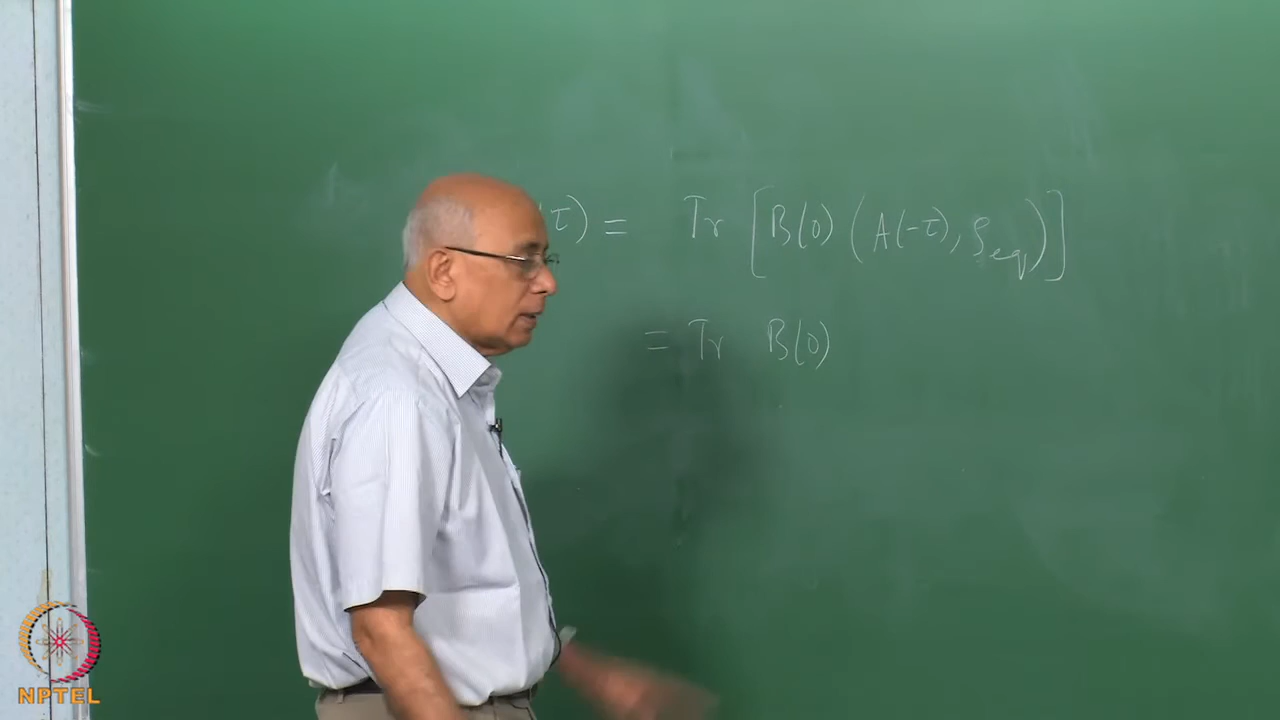 τ) = Tr [B(0) (A(-τ), ρeq)]
= Tr B(0)
NPTEL